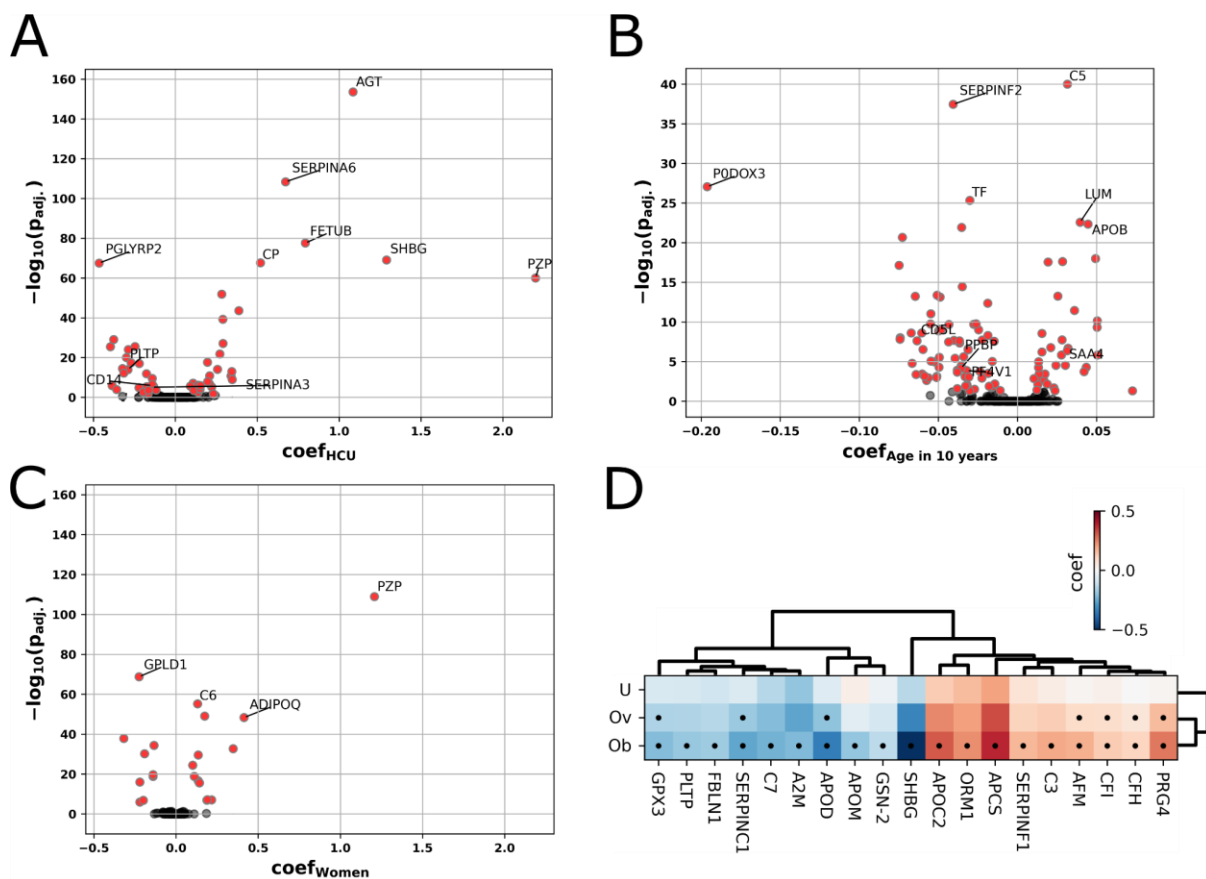 A
160
140
120
100
80
60
40
20
0
−log10(padj.)
AGT
SERPINA6
FETUB
SHBG
CP
PZP
PGLYRP2
PLTP
CD14
SERPINA3
−0.5 0.0 0.5 1.0 1.5 2.0
coefHCU
B
40
35
30
25
20
15
10
5
0
−log10(padj.)
C5
SERPINF2
P0DOX3
TF
LUM
APOB
CD5L
PPBP
SAA4
PF4V1
−0.20 −0.15 −0.10 −0.05 0.00 0.05
coefAge in 10 years
C
160
140
120
100
80
60
40
20
0
−log10(padj.)
PZP
GPLD1
C6
ADIPOQ
−0.5 0.0 0.5 1.0 1.5 2.0
coefWomen
D
coef
0.5
0.0
−0.5
U
Ov
Ob
GPX3
PLTP
FBLN1
SERPINC1
C7
A2M
APOD
APOM
GSN-2
SHBG
APOC2
ORM1
APCS
SERPINF1
C3
AFM
CFI
CFH
PRG4